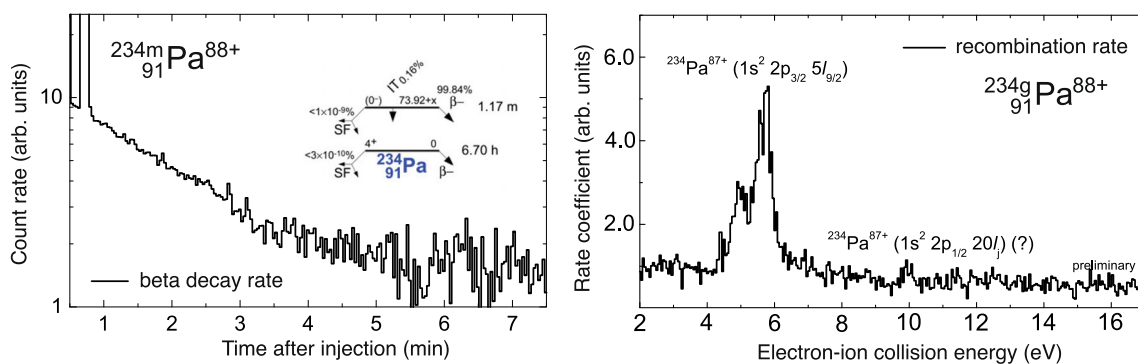 234m
91 Pa 88+
IT 0.16%
99.84%
(0⁻) 73.92+x β− 1.17 m
<1×10⁻⁹%
SF
4⁺ 0 6.70 h
<3×10⁻¹⁰% 234
91 Pa β−
SF
10
1
Count rate (arb. units)
beta decay rate
1 2 3 4 5 6 7
Time after injection (min)
recombination rate
²³⁴Pa⁸⁷⁺ (1s² 2p3/2 5l9/2)
234g
91 Pa 88+
²³⁴Pa⁸⁷⁺ (1s² 2p1/2 20lj) (?)
preliminary
6.0
4.0
2.0
Rate coefficient (arb. units)
2 4 6 8 10 12 14 16
Electron-ion collision energy (eV)